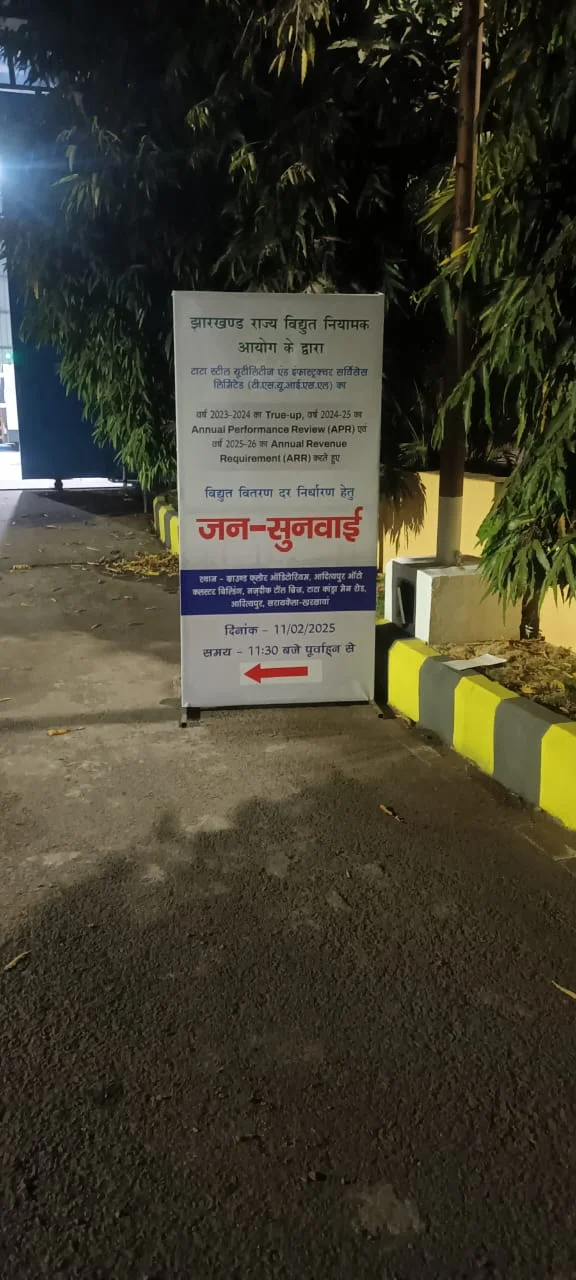 झारखण्ड राज्य विद्युत नियामक
आयोग के द्वारा
टाटा स्टील यूटीलिटीज एंड इंफ्रास्ट्रक्चर सर्विसेस
लिमिटेड (टी.एस.यू.आई.एस.एल) का
वर्ष 2023-2024 का True-up, वर्ष 2024-25 का
Annual Performance Review (APR) एवं
वर्ष 2025-26 का Annual Revenue
Requirement (ARR) करते हुए
विद्युत वितरण दर निर्धारण हेतु
जन-सुनवाई
स्थान - ग्राउण्ड फ्लोर ऑडिटोरियम, आदित्यपुर ऑटो
क्लस्टर बिल्डिंग, नजदीक टॉल ब्रिज, टाटा कांड्रा मेन रोड,
आदित्यपुर, सरायकेला-खरसावां
दिनांक - 11/02/2025
समय - 11:30 बजे पूर्वाह्न से